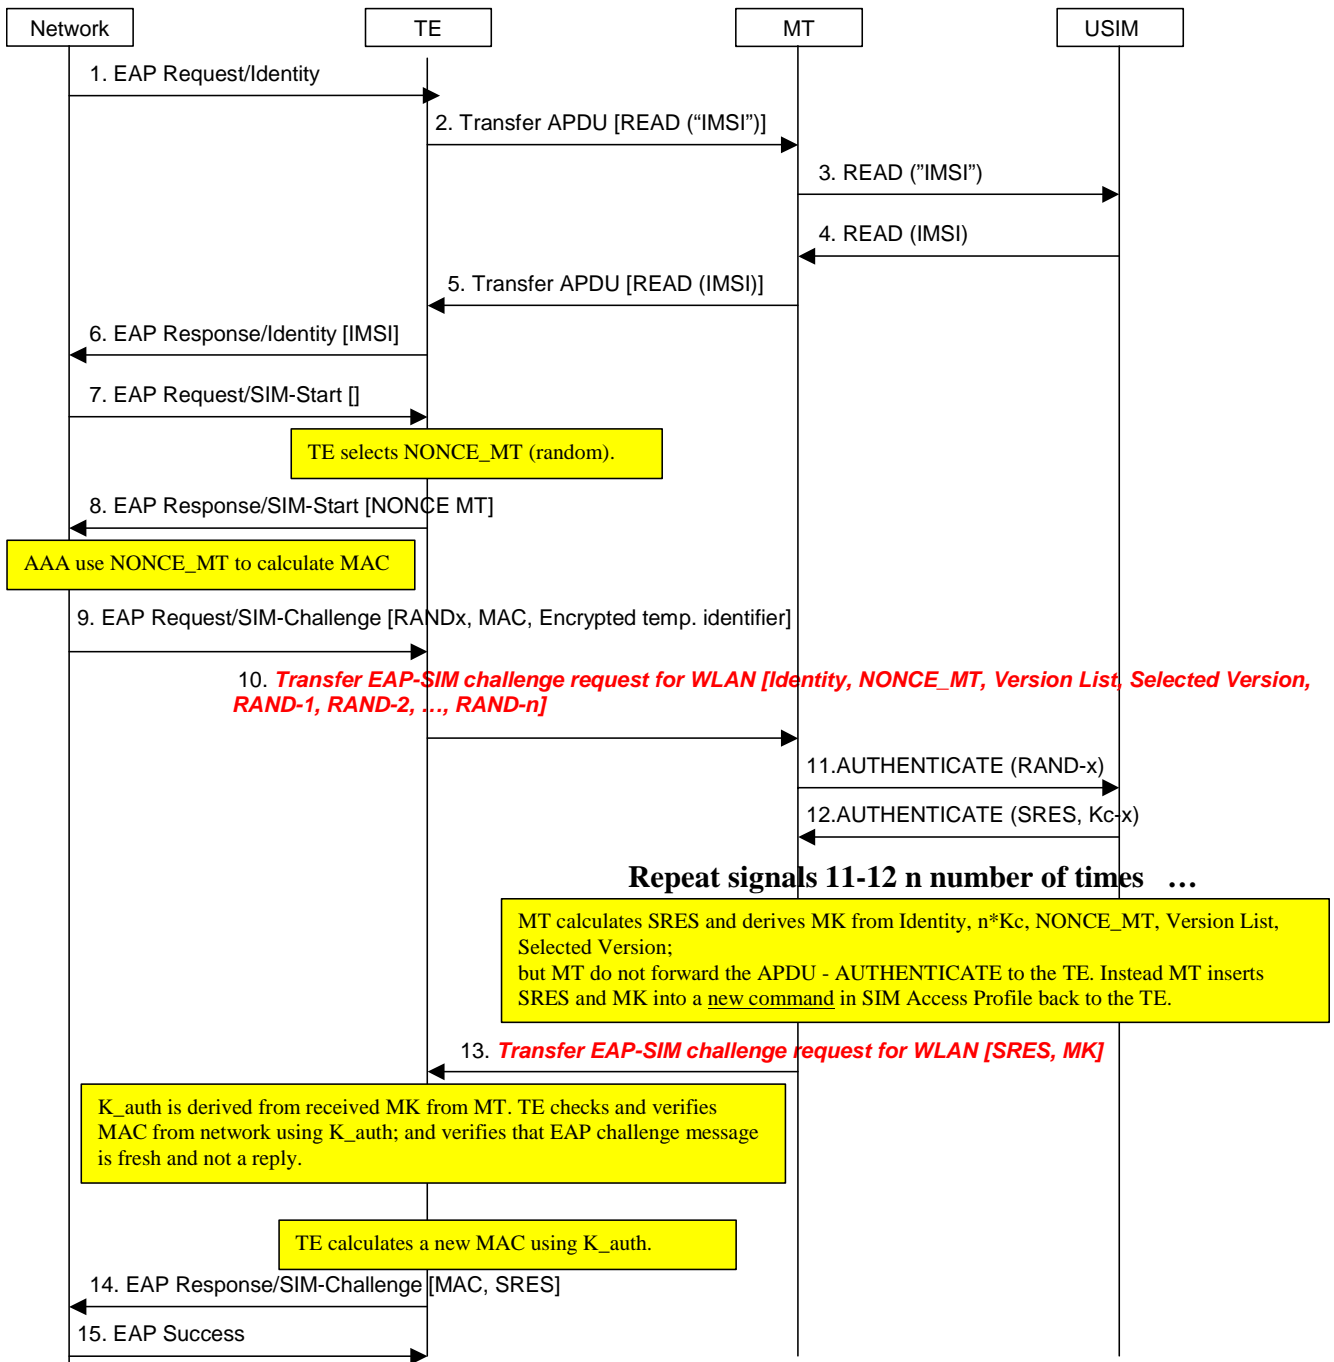 Network
TE
MT
USIM
1. EAP Request/Identity
2. Transfer APDU [READ (“IMSI”)]
3. READ (”IMSI”)
4. READ (IMSI)
5. Transfer APDU [READ (IMSI)]
6. EAP Response/Identity [IMSI]
7. EAP Request/SIM-Start []
TE selects NONCE_MT (random).
8. EAP Response/SIM-Start [NONCE MT]
AAA use NONCE_MT to calculate MAC
9. EAP Request/SIM-Challenge [RANDx, MAC, Encrypted temp. identifier]
10. Transfer EAP-SIM challenge request for WLAN [Identity, NONCE_MT, Version List, Selected Version,
RAND-1, RAND-2, …, RAND-n]
11.AUTHENTICATE (RAND-x)
12.AUTHENTICATE (SRES, Kc-x)
Repeat signals 11-12 n number of times …
MT calculates SRES and derives MK from Identity, n*Kc, NONCE_MT, Version List,
Selected Version;
but MT do not forward the APDU - AUTHENTICATE to the TE. Instead MT inserts
SRES and MK into a new command in SIM Access Profile back to the TE.
13. Transfer EAP-SIM challenge request for WLAN [SRES, MK]
K_auth is derived from received MK from MT. TE checks and verifies
MAC from network using K_auth; and verifies that EAP challenge message
is fresh and not a reply.
TE calculates a new MAC using K_auth.
14. EAP Response/SIM-Challenge [MAC, SRES]
15. EAP Success